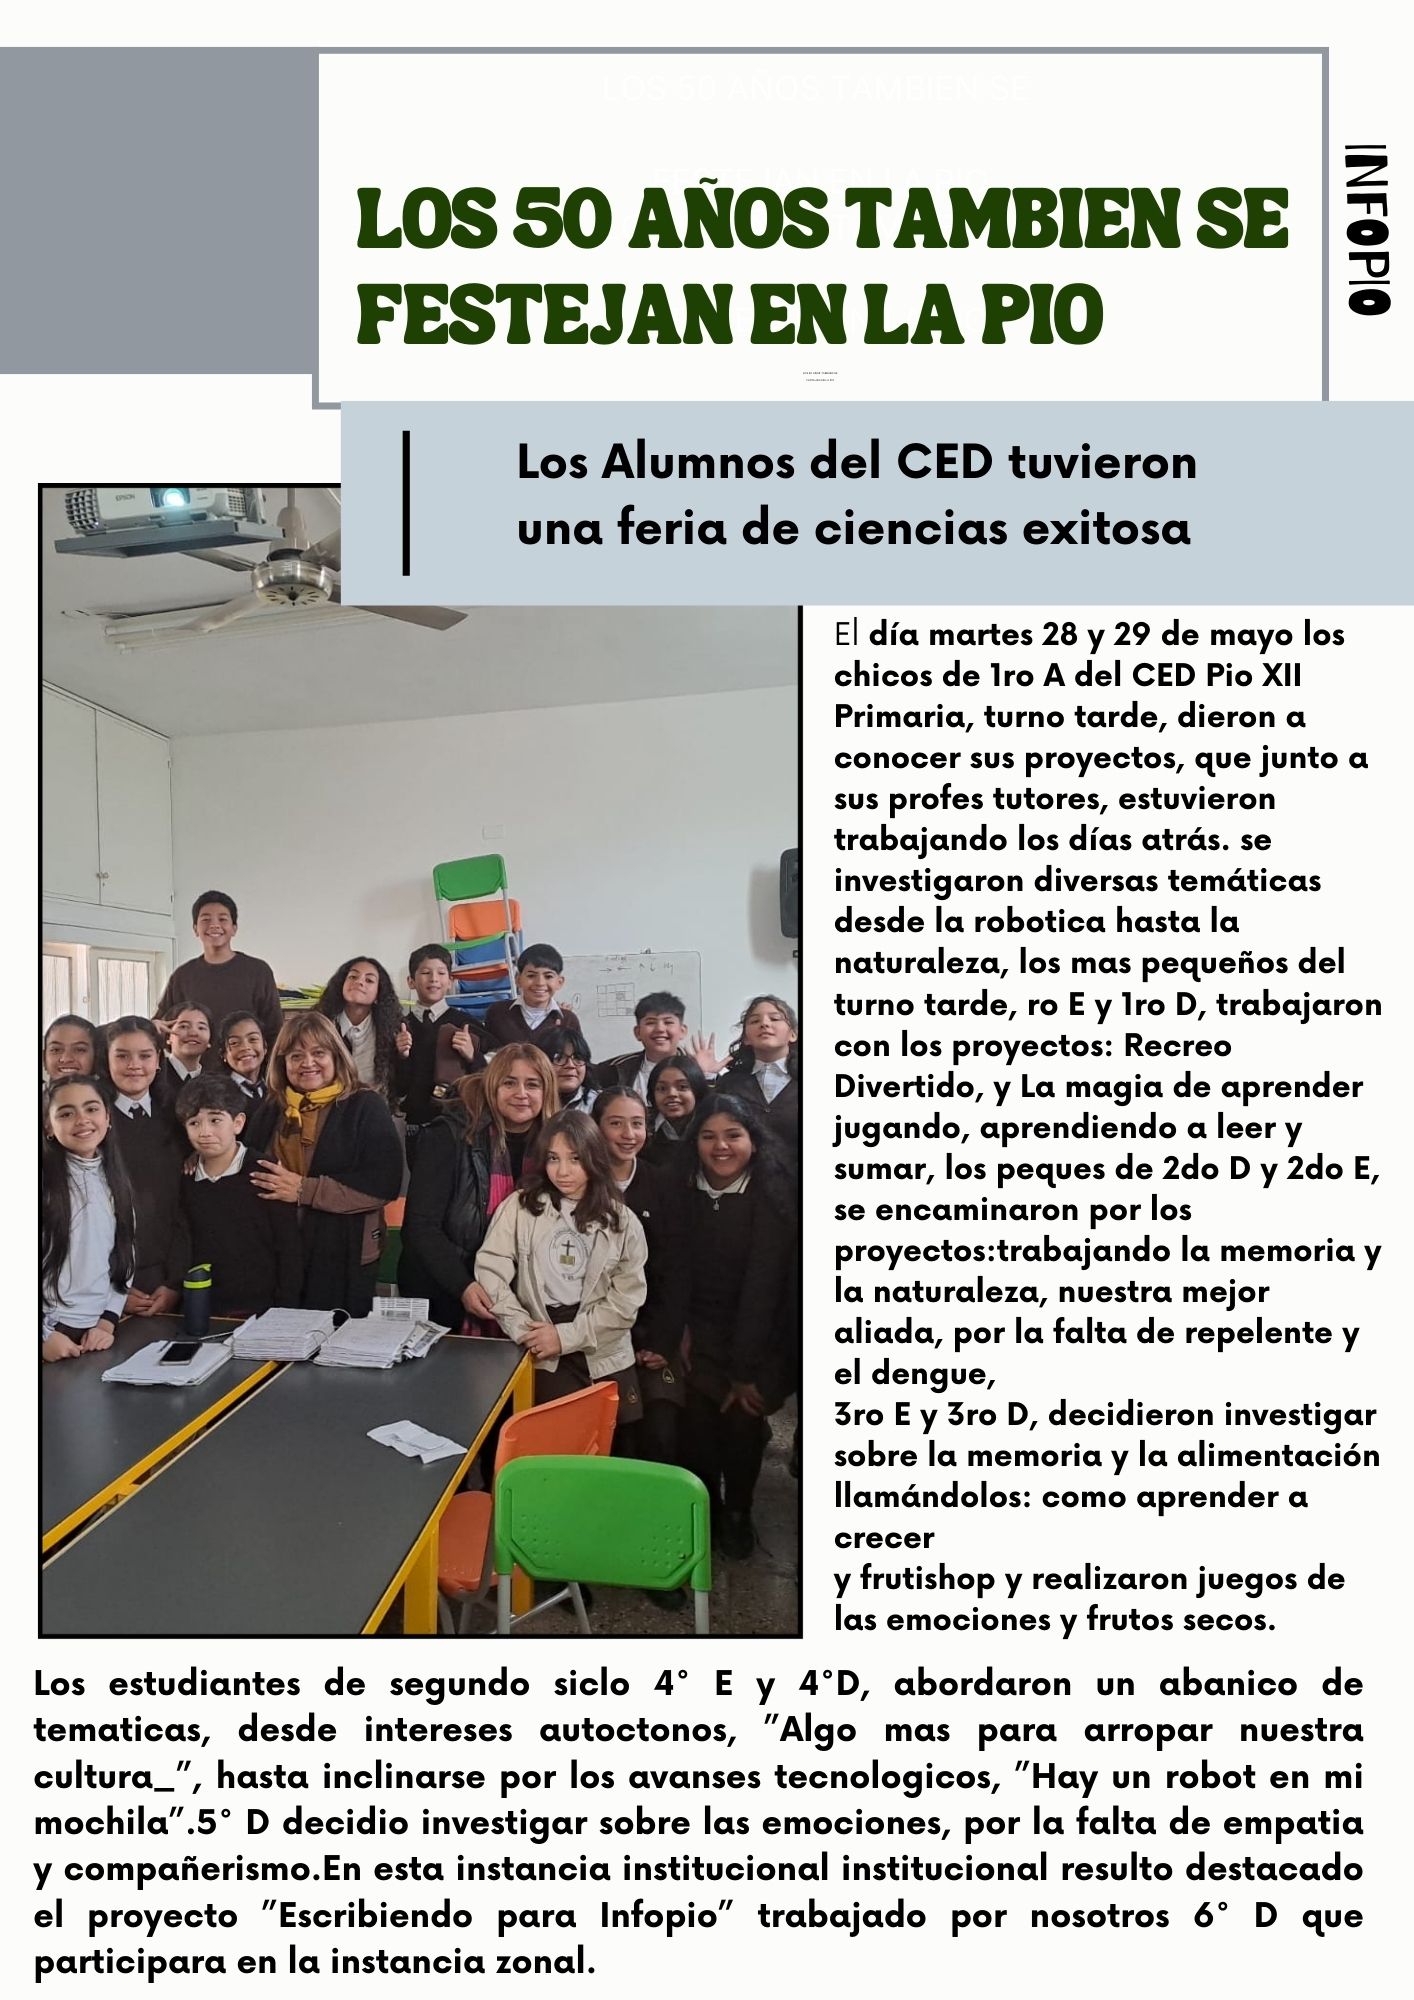 LOS 50 AÑOS TAMBIEN SE
LOS 50 AÑOS TAMBIEN SE
FESTEJAN EN LA PIO
INFOPIO
Los Alumnos del CED tuvieron
una feria de ciencias exitosa
EPSON
El día martes 28 y 29 de mayo los
chicos de 1ro A del CED Pio XII
Primaria, turno tarde, dieron a
conocer sus proyectos, que junto a
sus profes tutores, estuvieron
trabajando los días atrás. se
investigaron diversas temáticas
desde la robotica hasta la
naturaleza, los mas pequeños del
turno tarde, ro E y 1ro D, trabajaron
con los proyectos: Recreo
Divertido, y La magia de aprender
jugando, aprendiendo a leer y
sumar, los peques de 2do D y 2do E,
se encaminaron por los
proyectos:trabajando la memoria y
la naturaleza, nuestra mejor
aliada, por la falta de repelente y
el dengue,
3ro E y 3ro D, decidieron investigar
sobre la memoria y la alimentación
llamándolos: como aprender a
crecer
y frutishop y realizaron juegos de
las emociones y frutos secos.
Los estudiantes de segundo siclo 4° E y 4°D, abordaron un abanico de
tematicas, desde intereses autoctonos, "Algo mas para arropar nuestra
cultura_", hasta inclinarse por los avanses tecnologicos, "Hay un robot en mi
mochila".5° D decidio investigar sobre las emociones, por la falta de empatia
y compañerismo.En esta instancia institucional institucional resulto destacado
el proyecto "Escribiendo para Infopio" trabajado por nosotros 6° D que
participara en la instancia zonal.